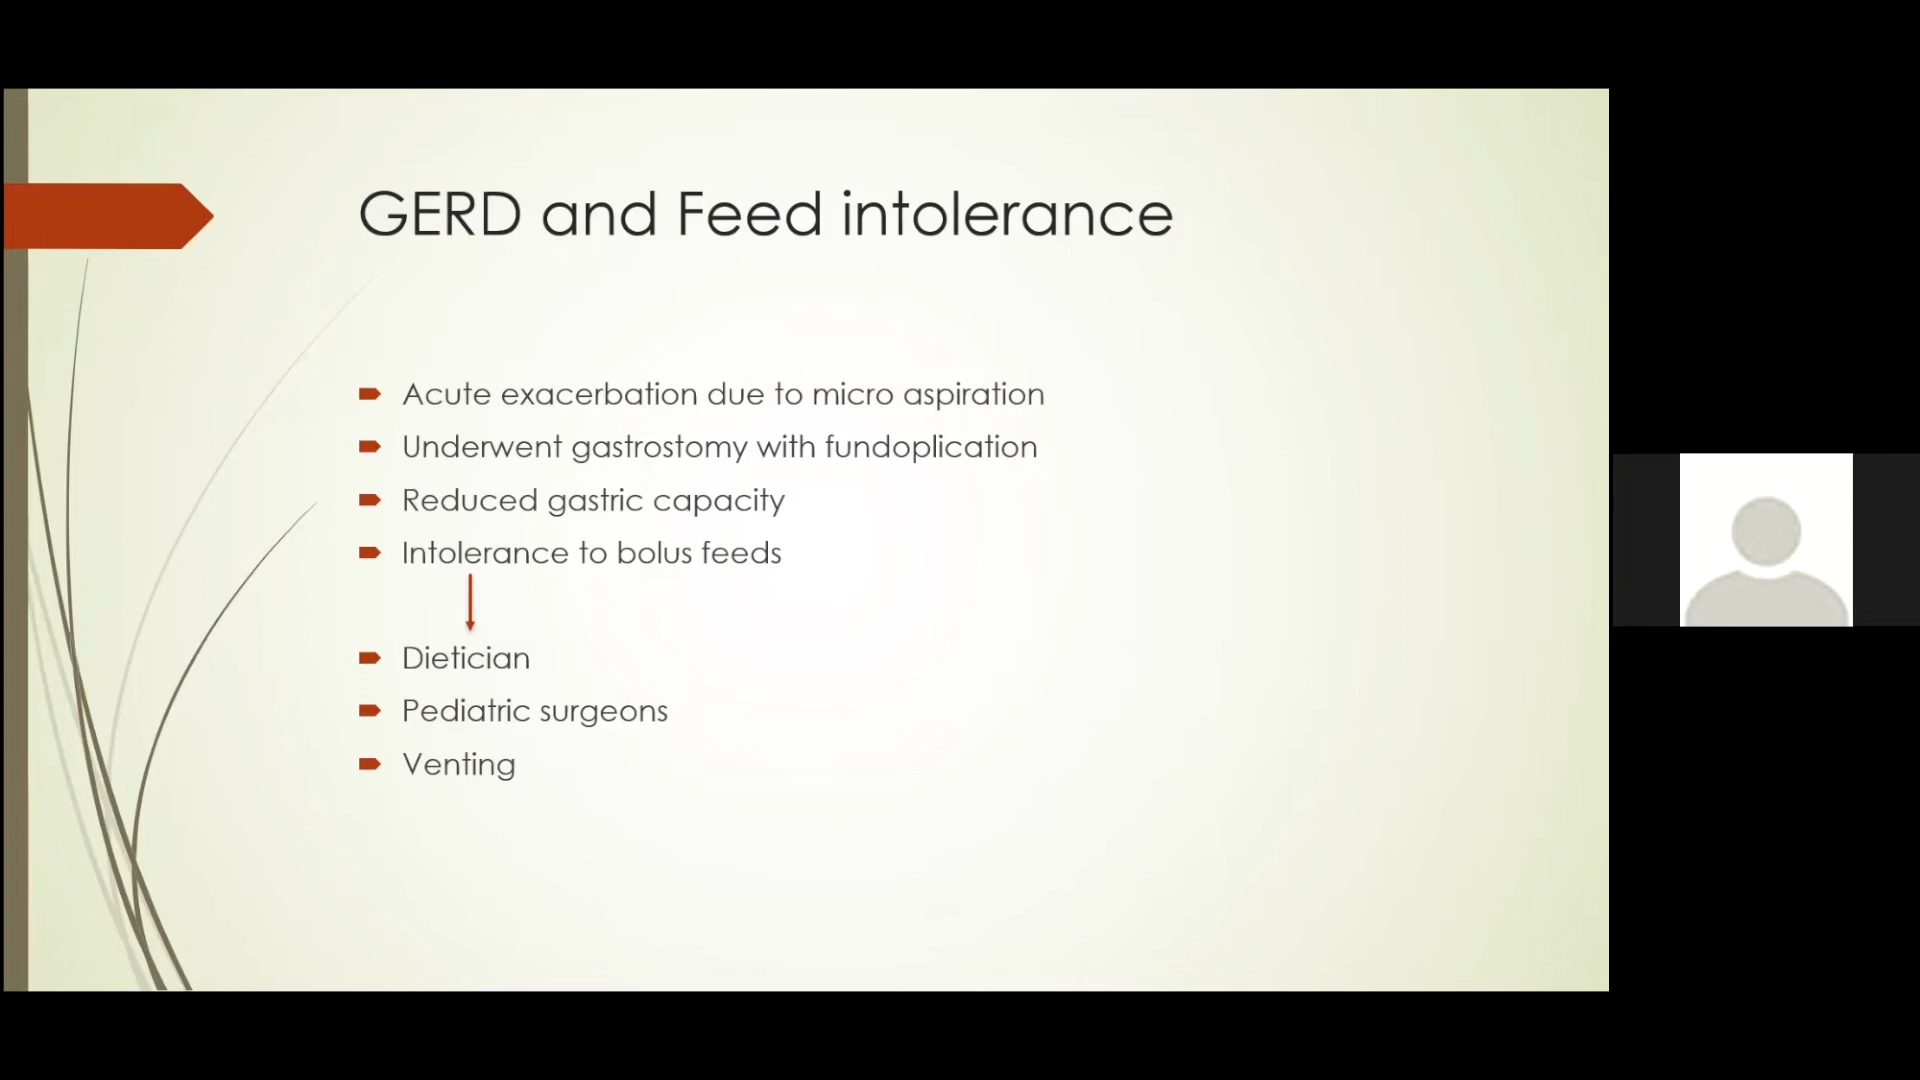 GERD and Feed intolerance
Acute exacerbation due to micro aspiration
Underwent gastrostomy with fundoplication
Reduced gastric capacity
Intolerance to bolus feeds
Dietician
Pediatric surgeons
Venting